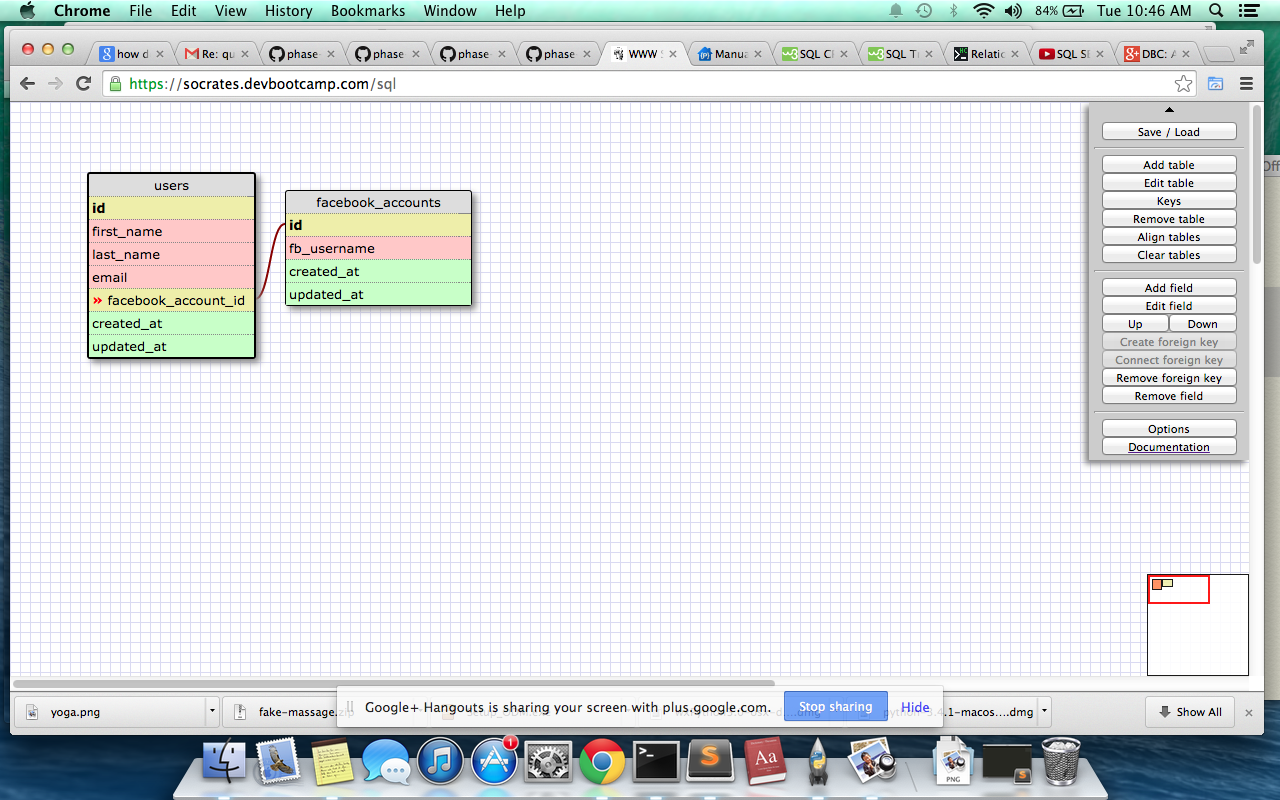 Chrome File Edit View History Bookmarks Window Help 84% Tue 10:46 AM
how d Re: qu phase phase phase phase WWW S Manua SQL Cl SQL T Relatio SQL S DBC: A
https://socrates.devbootcamp.com/sql
Off
Save / Load
Add table
Edit table
Keys
Remove table
Align tables
Clear tables
Add field
Edit field
Up Down
Create foreign key
Connect foreign key
Remove foreign key
Remove field
Options
Documentation
users
id
first_name
last_name
email
» facebook_account_id
created_at
updated_at
facebook_accounts
id
fb_username
created_at
updated_at
yoga.png fake-massage.zip python-3.4.1-macos....dmg Show All
Google+ Hangouts is sharing your screen with plus.google.com. Stop sharing Hide
1
Aa
PNG